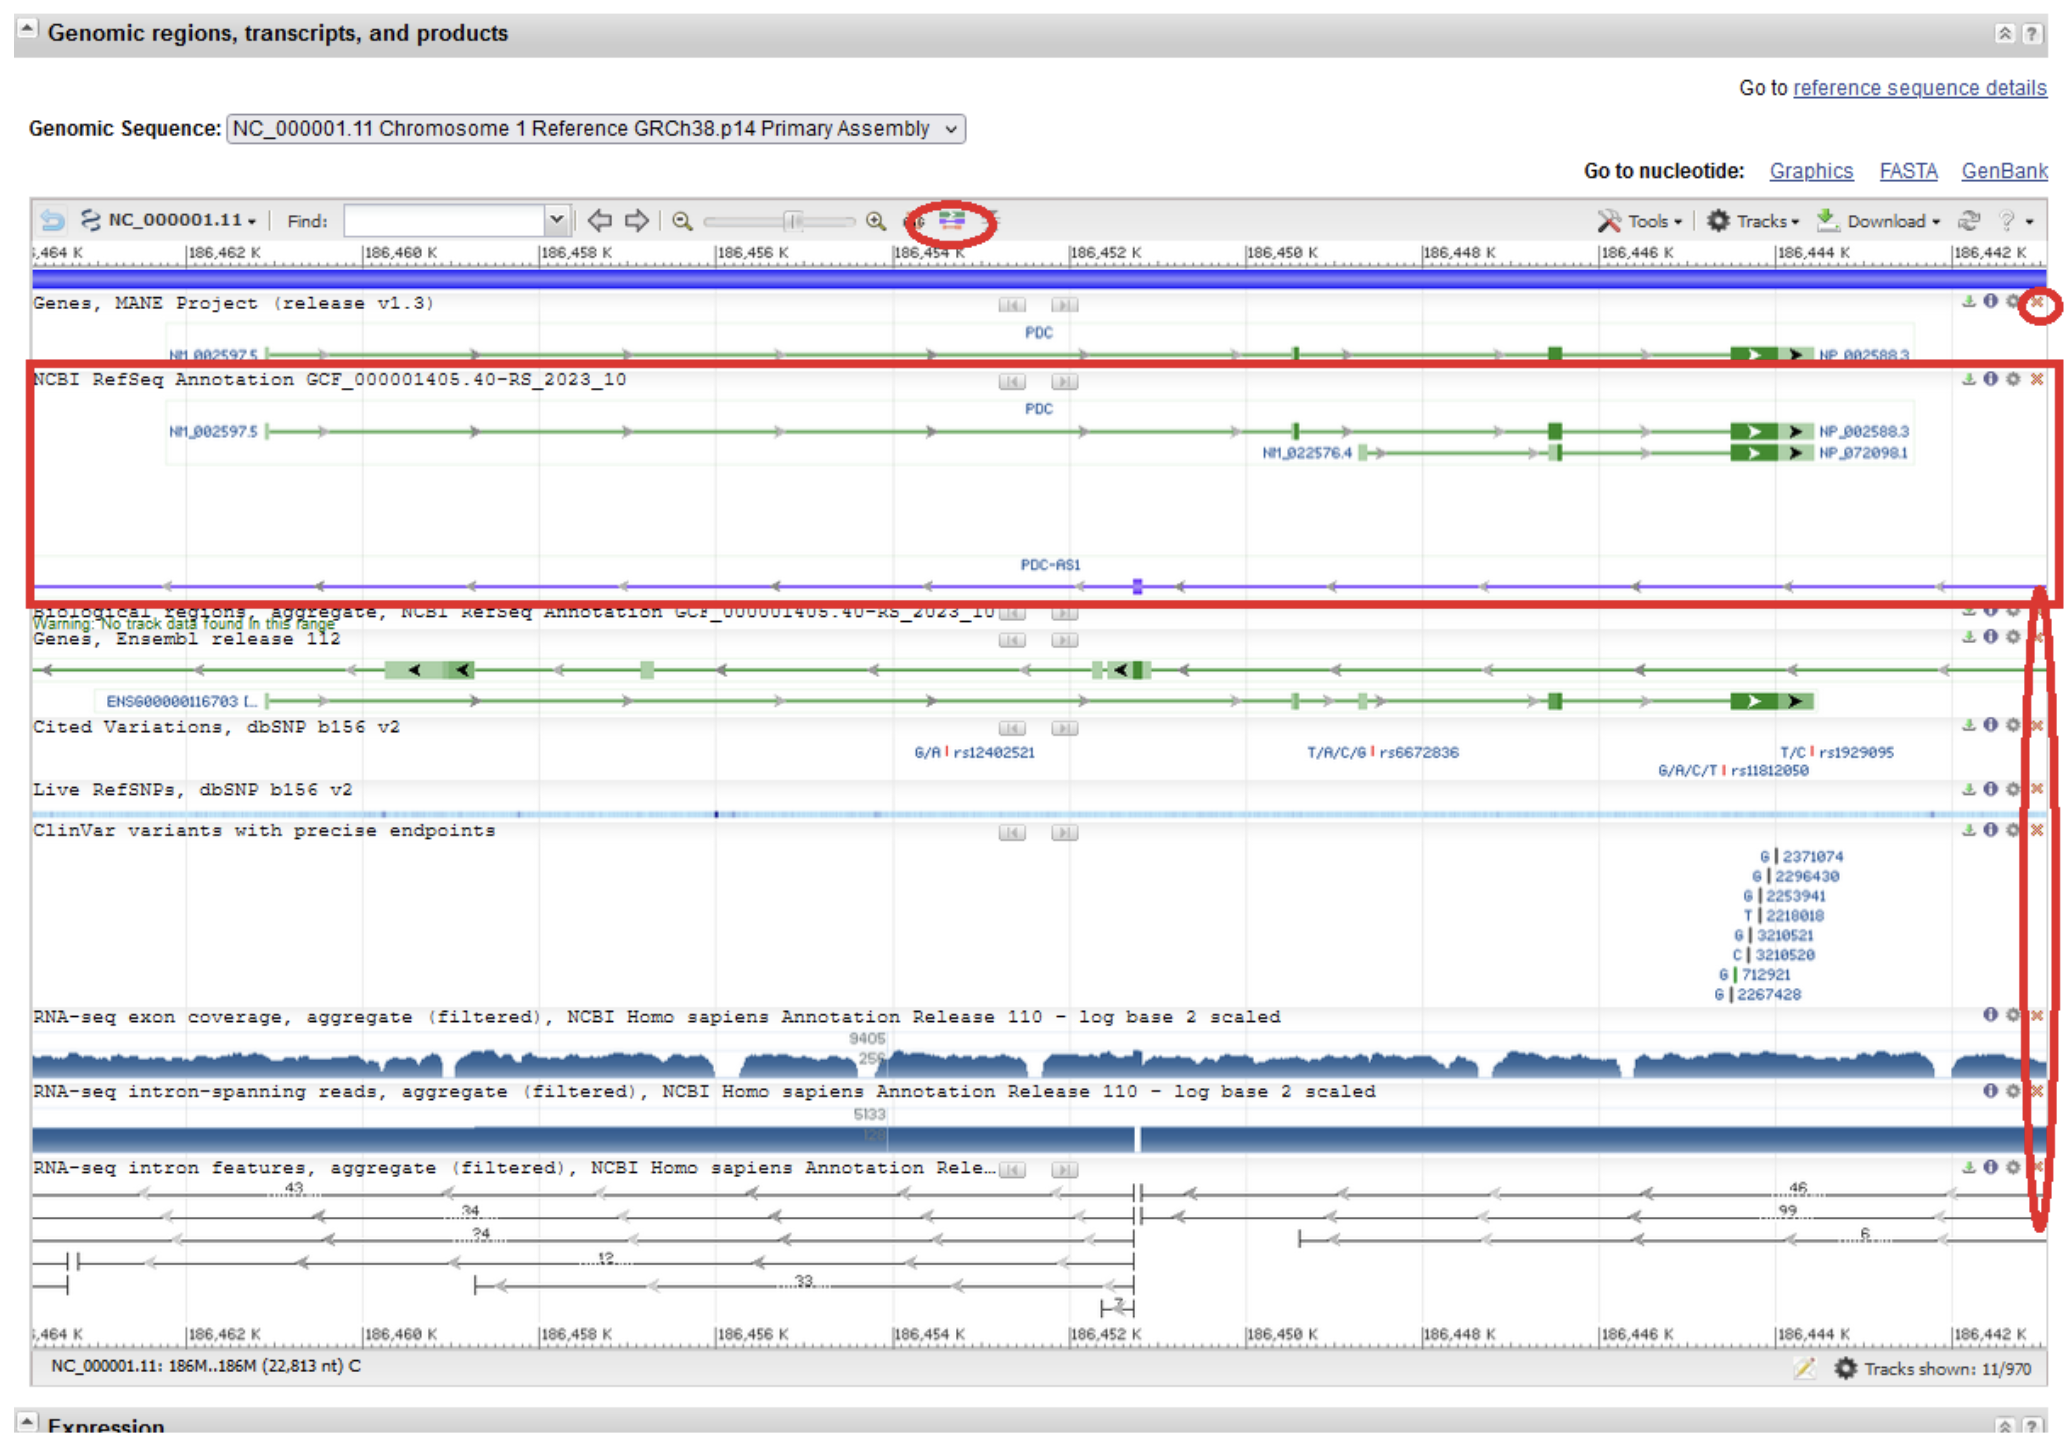 Genomic regions, transcripts, and products
Go to reference sequence details
Genomic Sequence: NC_000001.11 Chromosome 1 Reference GRCh38.p14 Primary Assembly
Go to nucleotide: Graphics FASTA GenBank
NC_000001.11 Find: Tools Tracks Download ?
,464 K 186,462 K 186,460 K 186,458 K 186,456 K 186,454 K 186,452 K 186,450 K 186,448 K 186,446 K 186,444 K 186,442 K
Genes, MANE Project (release v1.3)
PDC
NM_002597.5 NP_002588.3
NCBI RefSeq Annotation GCF_000001405.40-RS_2023_10
PDC
NM_002597.5 NP_002588.3
NM_022576.4 NP_072098.1
PDC-AS1
Biological regions, aggregate, NCBI RefSeq Annotation GCF_000001405.40-RS_2023_10
Warning: No track data found in this range
Genes, Ensembl release 112
ENSG00000116703 [...
Cited Variations, dbSNP b156 v2
G/A rs12402521 T/A/C/G rs6672836 T/C rs1929095
G/A/C/T rs11812050
Live RefSNPs, dbSNP b156 v2
ClinVar variants with precise endpoints
G 2371074
G 2296430
G 2253941
T 2218018
G 3210521
C 3210520
G 712921
G 2267428
RNA-seq exon coverage, aggregate (filtered), NCBI Homo sapiens Annotation Release 110 - log base 2 scaled
9405
256
RNA-seq intron-spanning reads, aggregate (filtered), NCBI Homo sapiens Annotation Release 110 - log base 2 scaled
5133
128
RNA-seq intron features, aggregate (filtered), NCBI Homo sapiens Annotation Rele...
43 46
34 99
24 6
12
33
7
,464 K 186,462 K 186,460 K 186,458 K 186,456 K 186,454 K 186,452 K 186,450 K 186,448 K 186,446 K 186,444 K 186,442 K
NC_000001.11: 186M..186M (22,813 nt) C Tracks shown: 11/970
Expression